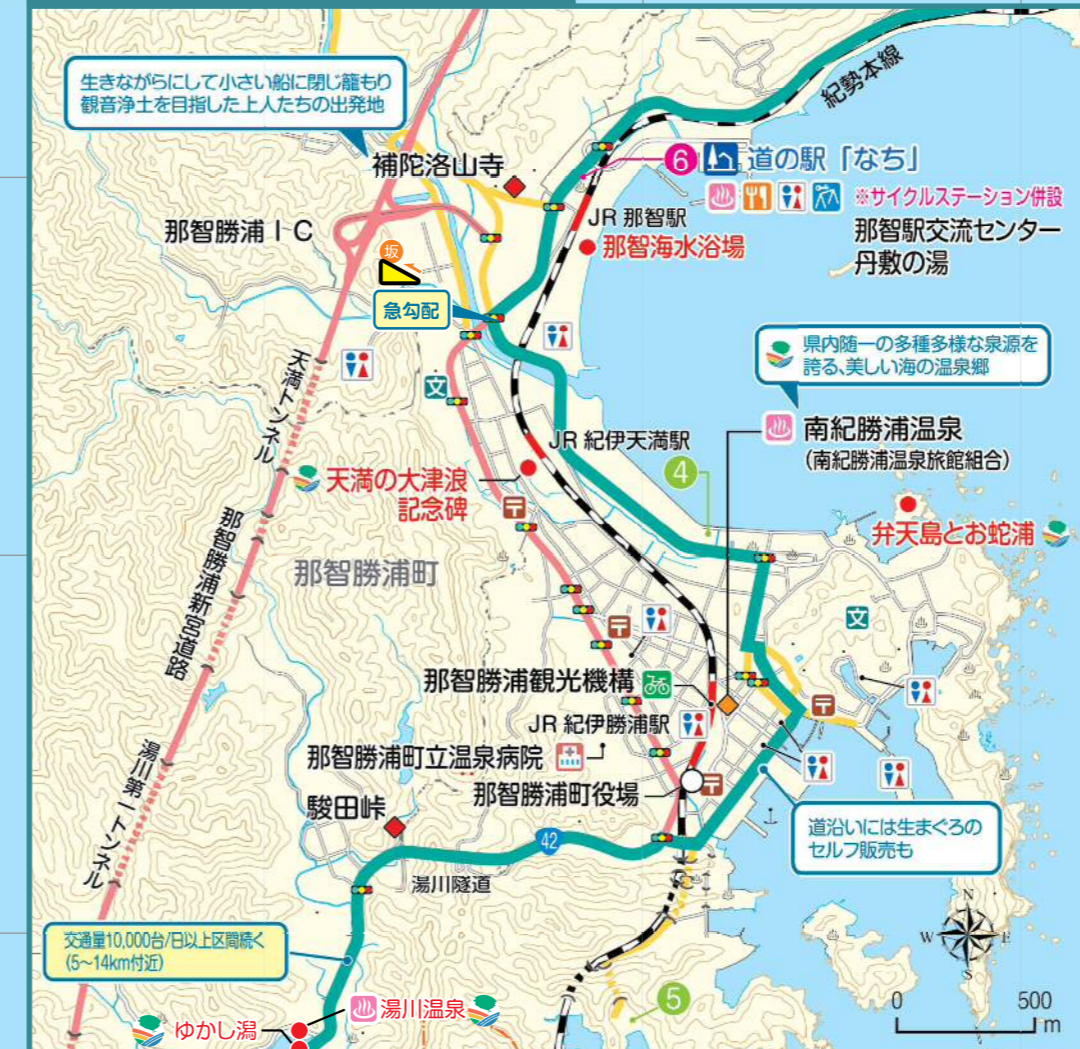 生きながらにして小さい船に閉じ籠もり
観音浄土を目指した上人たちの出発地
紀勢本線
補陀洛山寺
6
道の駅「なち」
※サイクルステーション併設
那智駅交流センター
丹敷の湯
JR 那智駅
那智海水浴場
那智勝浦IC
坂
急勾配
県内随一の多種多様な泉源を
誇る、美しい海の温泉郷
天満トンネル
文
南紀勝浦温泉
(南紀勝浦温泉旅館組合)
JR 紀伊天満駅
4
天満の大津浪
記念碑
弁天島とお蛇浦
那智勝浦新宮道路
那智勝浦町
文
那智勝浦観光機構
JR 紀伊勝浦駅
那智勝浦町立温泉病院
那智勝浦町役場
湯川第一トンネル
駿田峠
42
湯川隧道
道沿いには生まぐろの
セルフ販売も
交通量10,000台/日以上区間続く
(5～14km付近)
N
W
E
S
5
0
500
m
湯川温泉
ゆかし潟